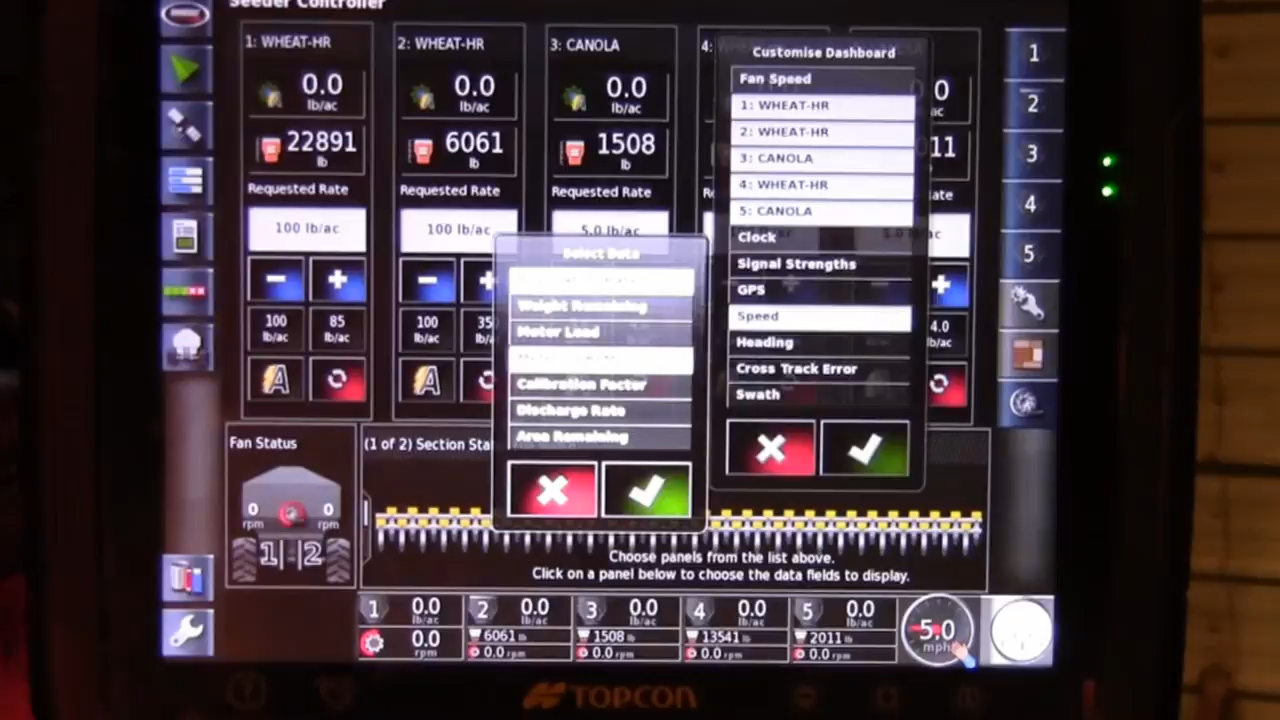 Seeder Controller
1: WHEAT-HR
0.0
lb/ac
22891
lb
Requested Rate
100 lb/ac
100
lb/ac
85
lb/ac
2: WHEAT-HR
0.0
lb/ac
6061
lb
Requested Rate
100 lb/ac
100
lb/ac
3: CANOLA
0.0
lb/ac
1508
lb
Requested Rate
5.0 lb/ac
4:
4.0
lb/ac
Customise Dashboard
Fan Speed
1: WHEAT-HR
2: WHEAT-HR
3: CANOLA
4: WHEAT-HR
5: CANOLA
Clock
Signal Strengths
GPS
Speed
Heading
Cross Track Error
Swath
Select Data
Weight Remaining
Motor Load
Calibration Factor
Discharge Rate
Area Remaining
1
2
3
4
5
Fan Status
0
rpm
0
rpm
1 2
(1 of 2) Section Sta
Choose panels from the list above.
Click on a panel below to choose the data fields to display.
1 0.0
lb/ac
0.0
rpm
2 0.0
lb/ac
6061 lb
0.0 rpm
3 0.0
lb/ac
1508 lb
0.0 rpm
4 0.0
lb/ac
13541 lb
0.0 rpm
5 0.0
lb/ac
2011 lb
0.0 rpm
5.0
mph
TOPCON